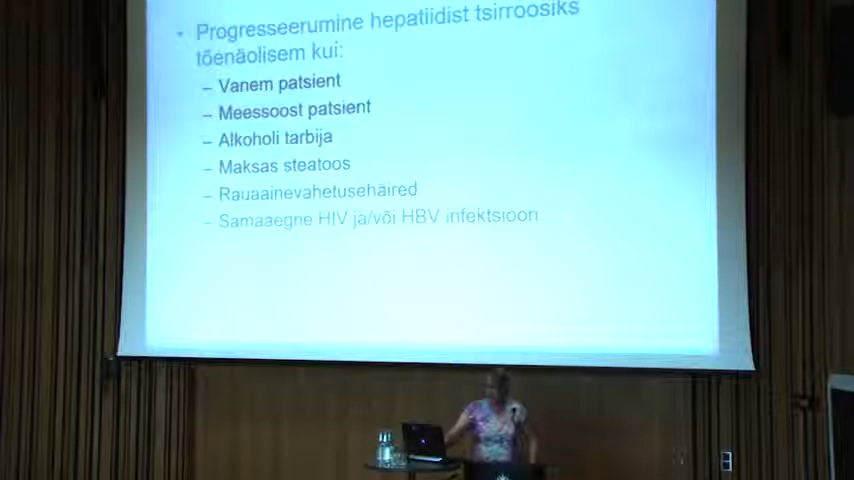 • Progresseerumine hepatiidist tsirroosiks
tõenäolisem kui:
– Vanem patsient
– Meessoost patsient
– Alkoholi tarbija
– Maksas steatoos
– Rauaainevahetusehäired
– Samaaegne HIV ja/või HBV infektsioon